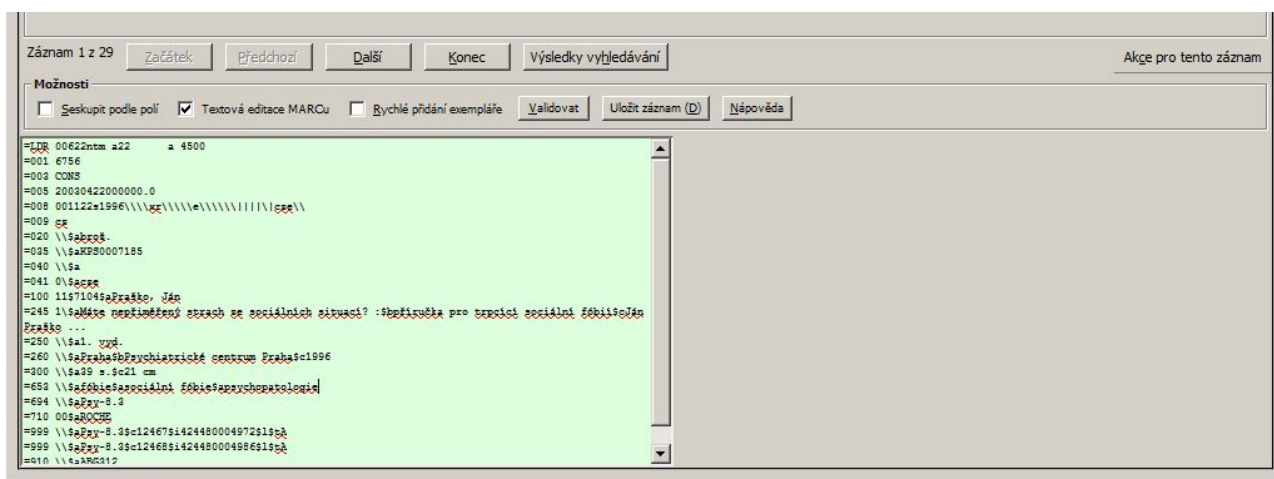 Záznam 1 z 29 Začátek Předchozí Další Konec Výsledky vyhledávání Akce pro tento záznam
Možnosti
Seskupit podle polí Textová editace MARCu Rychlé přidání exempláře Validovat Uložit záznam (D) Nápověda
=LDR 00622ntm a22      a 4500
=001 6756
=003 CONS
=005 20030422000000.0
=008 001122s1996\\\\xr\\\\\e\\\\\\||||\|cze\\
=009 cz
=020 \\$abrož.
=035 \\$aKPS0007185
=040 \\$a
=041 0\$acze
=100 11$7104$aPraško, Ján
=245 1\$aMáte nepřiměřený strach ze sociálních situací? :$bpříručka pro trpící sociální fóbií$cJán
Praško ...
=250 \\$a1. vyd.
=260 \\$aPraha$bPsychiatrické centrum Praha$c1996
=300 \\$a39 s.$c21 cm
=653 \\$afóbie$asociální fóbie$apsychopatologie
=694 \\$aPsy-8.3
=710 00$aROCHE
=999 \\$aPsy-8.3$c12467$i424480004972$l$tA
=999 \\$aPsy-8.3$c12468$i424480004986$l$tA
=910 \\$aABG312